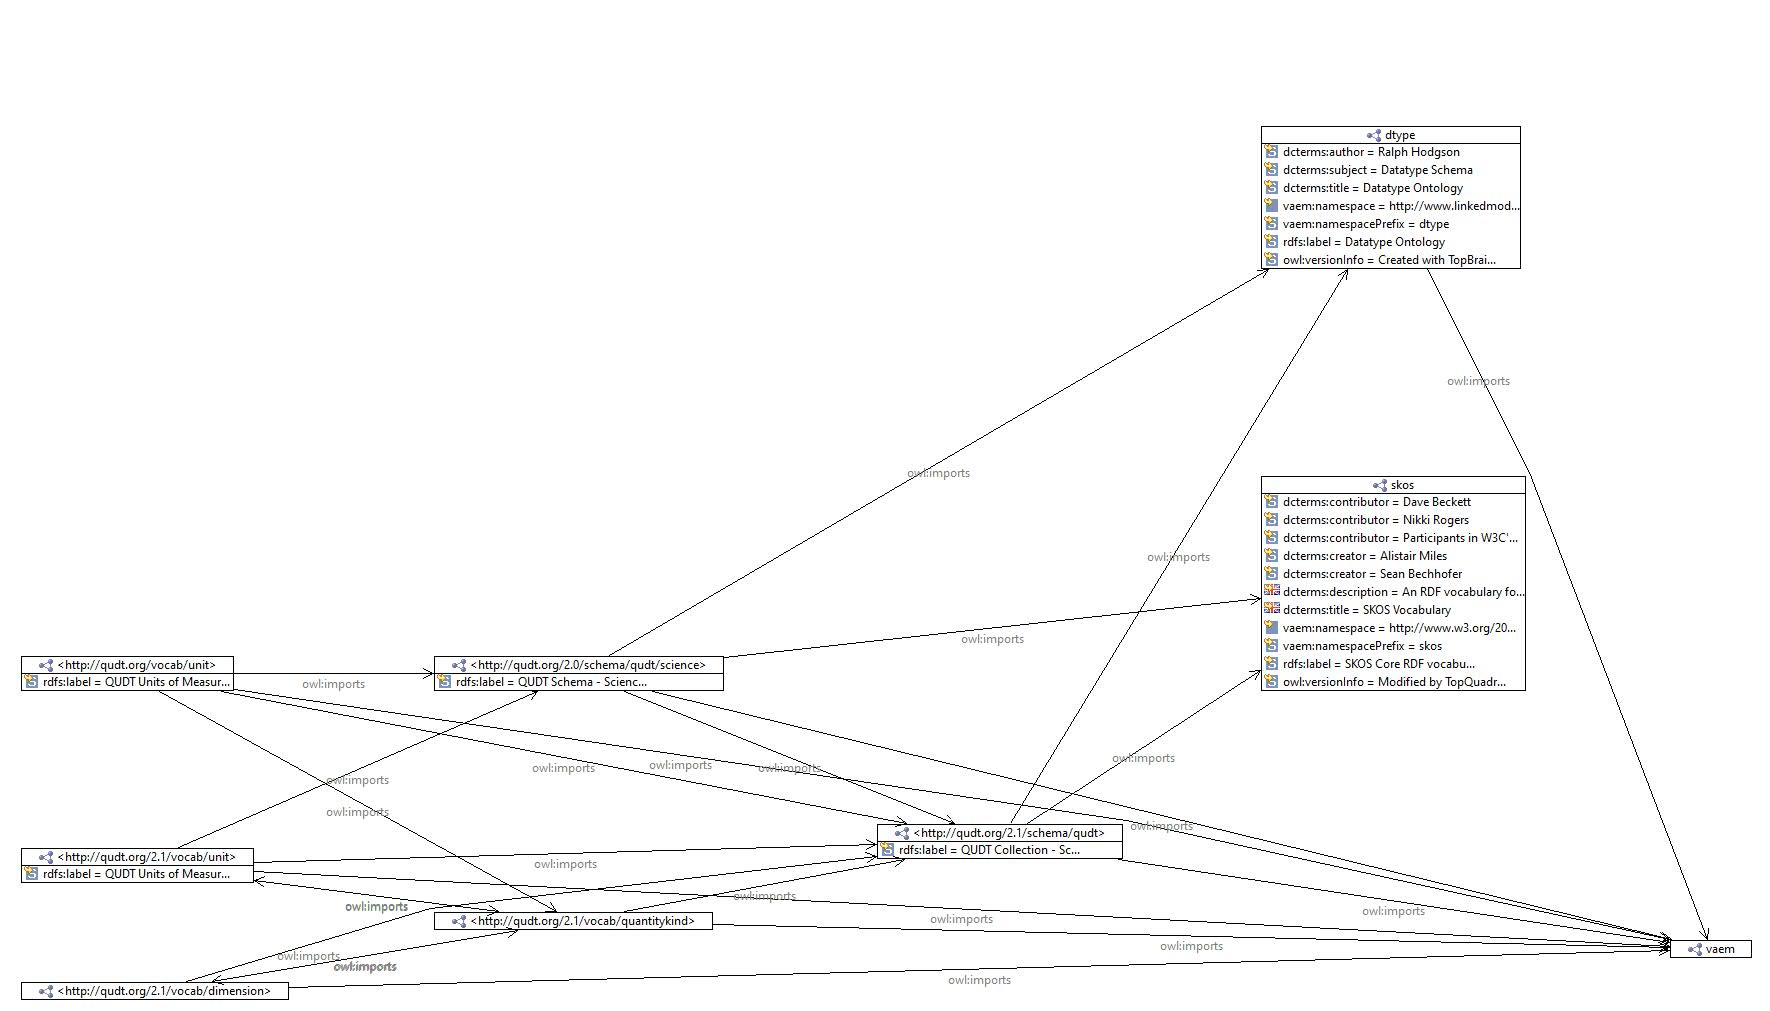 dtype
dcterms:author = Ralph Hodgson
dcterms:subject = Datatype Schema
dcterms:title = Datatype Ontology
vaem:namespace = http://www.linkedmod...
vaem:namespacePrefix = dtype
rdfs:label = Datatype Ontology
owl:versionInfo = Created with TopBrai...
owl:imports
owl:imports
skos
dcterms:contributor = Dave Beckett
dcterms:contributor = Nikki Rogers
dcterms:contributor = Participants in W3C'...
dcterms:creator = Alistair Miles
dcterms:creator = Sean Bechhofer
dcterms:description = An RDF vocabulary fo...
dcterms:title = SKOS Vocabulary
vaem:namespace = http://www.w3.org/20...
vaem:namespacePrefix = skos
rdfs:label = SKOS Core RDF vocabu...
owl:versionInfo = Modified by TopQuadr...
owl:imports
owl:imports
<http://qudt.org/vocab/unit>
rdfs:label = QUDT Units of Measur...
owl:imports
<http://qudt.org/2.0/schema/qudt/science>
rdfs:label = QUDT Schema - Scienc...
owl:imports
owl:imports
owl:imports
owl:imports
owl:imports
owl:imports
owl:imports
<http://qudt.org/2.1/schema/qudt>
rdfs:label = QUDT Collection - Sc...
<http://qudt.org/2.1/vocab/unit>
rdfs:label = QUDT Units of Measur...
owl:imports
owl:imports
owl:imports
owl:imports
owl:imports
<http://qudt.org/2.1/vocab/quantitykind>
owl:imports
vaem
owl:imports
owl:imports
owl:imports
<http://qudt.org/2.1/vocab/dimension>